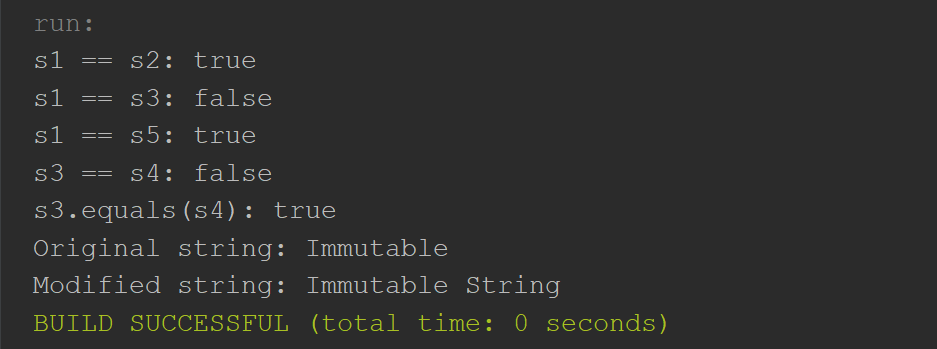 run:
s1 == s2: true
s1 == s3: false
s1 == s5: true
s3 == s4: false
s3.equals(s4): true
Original string: Immutable
Modified string: Immutable String
BUILD SUCCESSFUL (total time: 0 seconds)